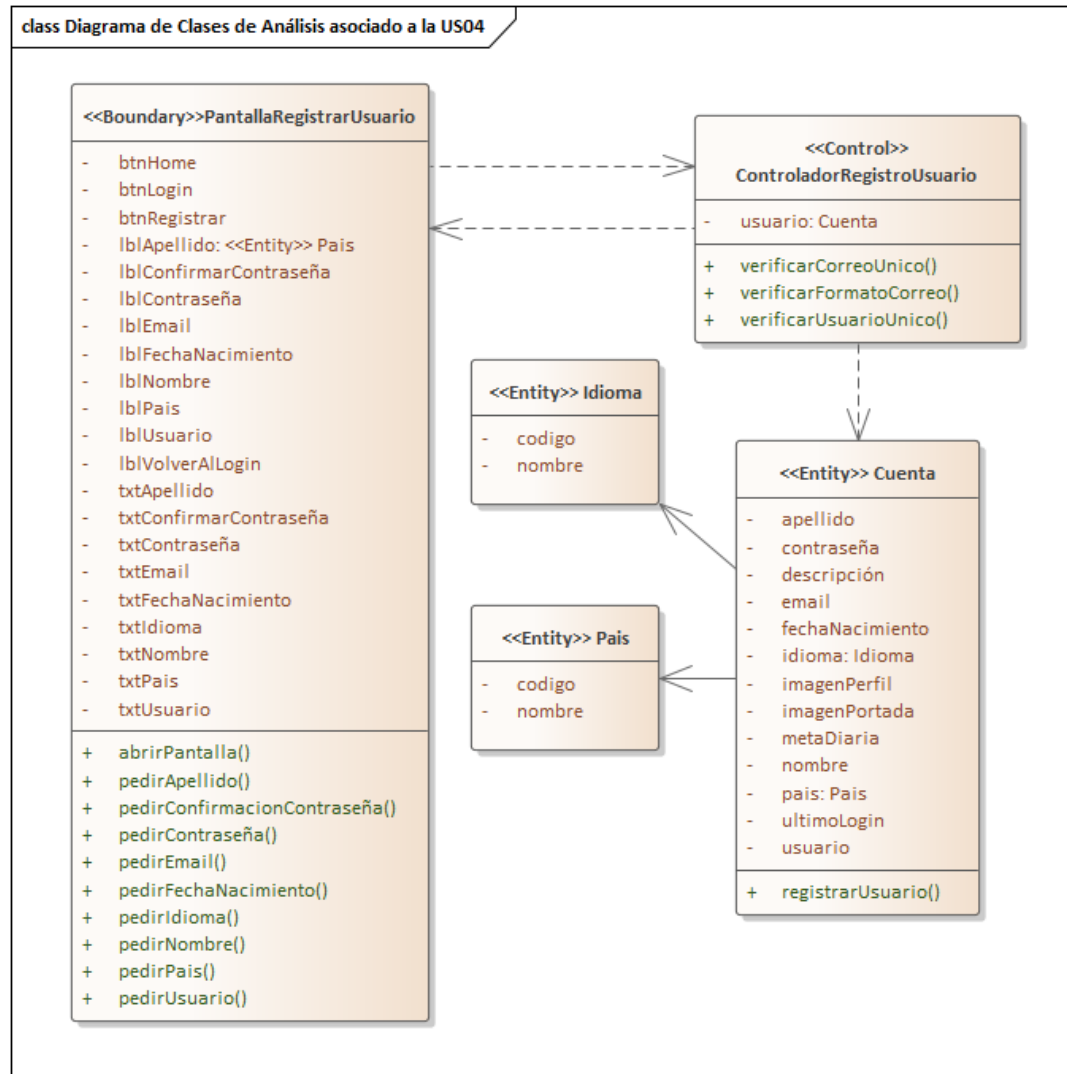 class Diagrama de Clases de Análisis asociado a la US04
<<Boundary>>PantallaRegistrarUsuario
- btnHome
- btnLogin
- btnRegistrar
- lblApellido: <<Entity>> Pais
- lblConfirmarContraseña
- lblContraseña
- lblEmail
- lblFechaNacimiento
- lblNombre
- lblPais
- lblUsuario
- lblVolverAlLogin
- txtApellido
- txtConfirmarContraseña
- txtContraseña
- txtEmail
- txtFechaNacimiento
- txtIdioma
- txtNombre
- txtPais
- txtUsuario
+ abrirPantalla()
+ pedirApellido()
+ pedirConfirmacionContraseña()
+ pedirContraseña()
+ pedirEmail()
+ pedirFechaNacimiento()
+ pedirIdioma()
+ pedirNombre()
+ pedirPais()
+ pedirUsuario()
<<Control>>
ControladorRegistroUsuario
- usuario: Cuenta
+ verificarCorreoUnico()
+ verificarFormatoCorreo()
+ verificarUsuarioUnico()
<<Entity>> Idioma
- codigo
- nombre
<<Entity>> Pais
- codigo
- nombre
<<Entity>> Cuenta
- apellido
- contraseña
- descripción
- email
- fechaNacimiento
- idioma: Idioma
- imagenPerfil
- imagenPortada
- metaDiaria
- nombre
- pais: Pais
- ultimoLogin
- usuario
+ registrarUsuario()